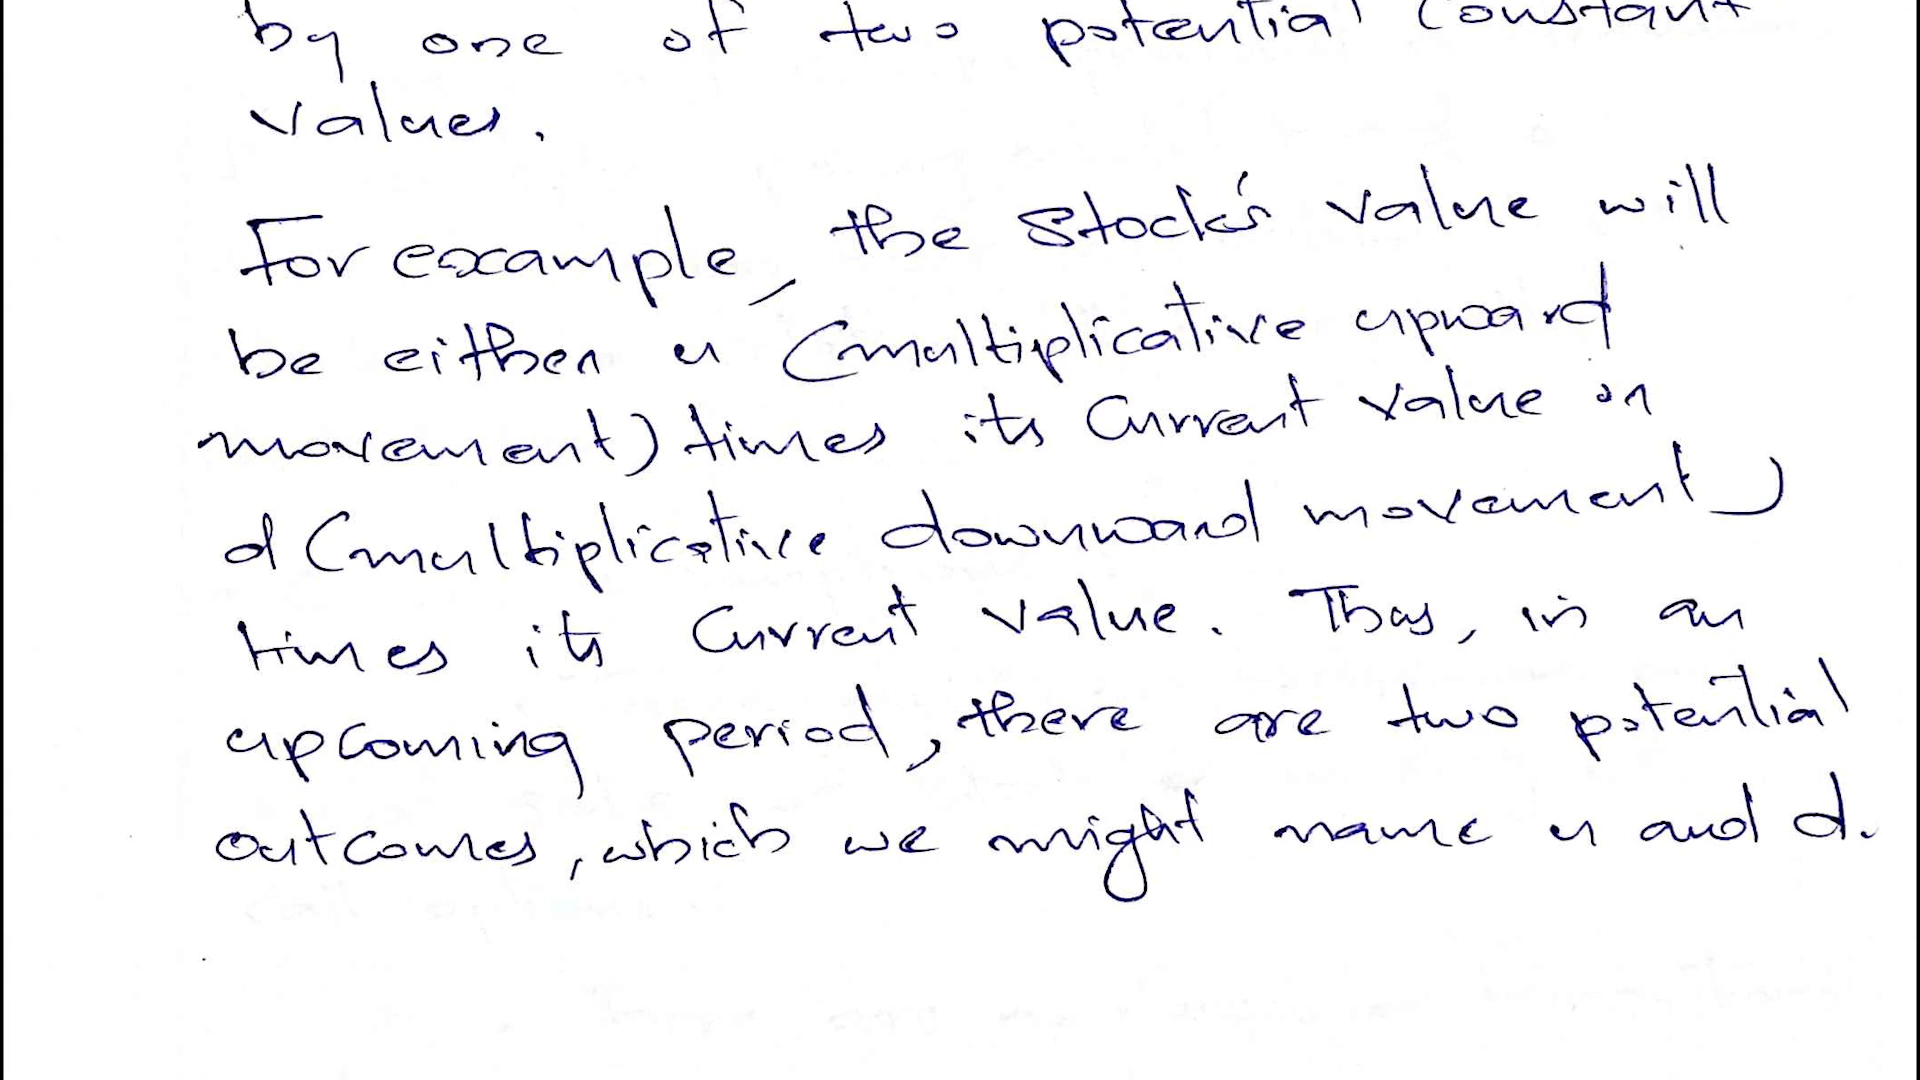 by one of two potential constant
values.
For example, the stock's value will
be either u (multiplicative upward
movement) times its current value or
d (multiplicative downward movement)
times its current value. Thus, in an
upcoming period, there are two potential
outcomes, which we might name u and d.